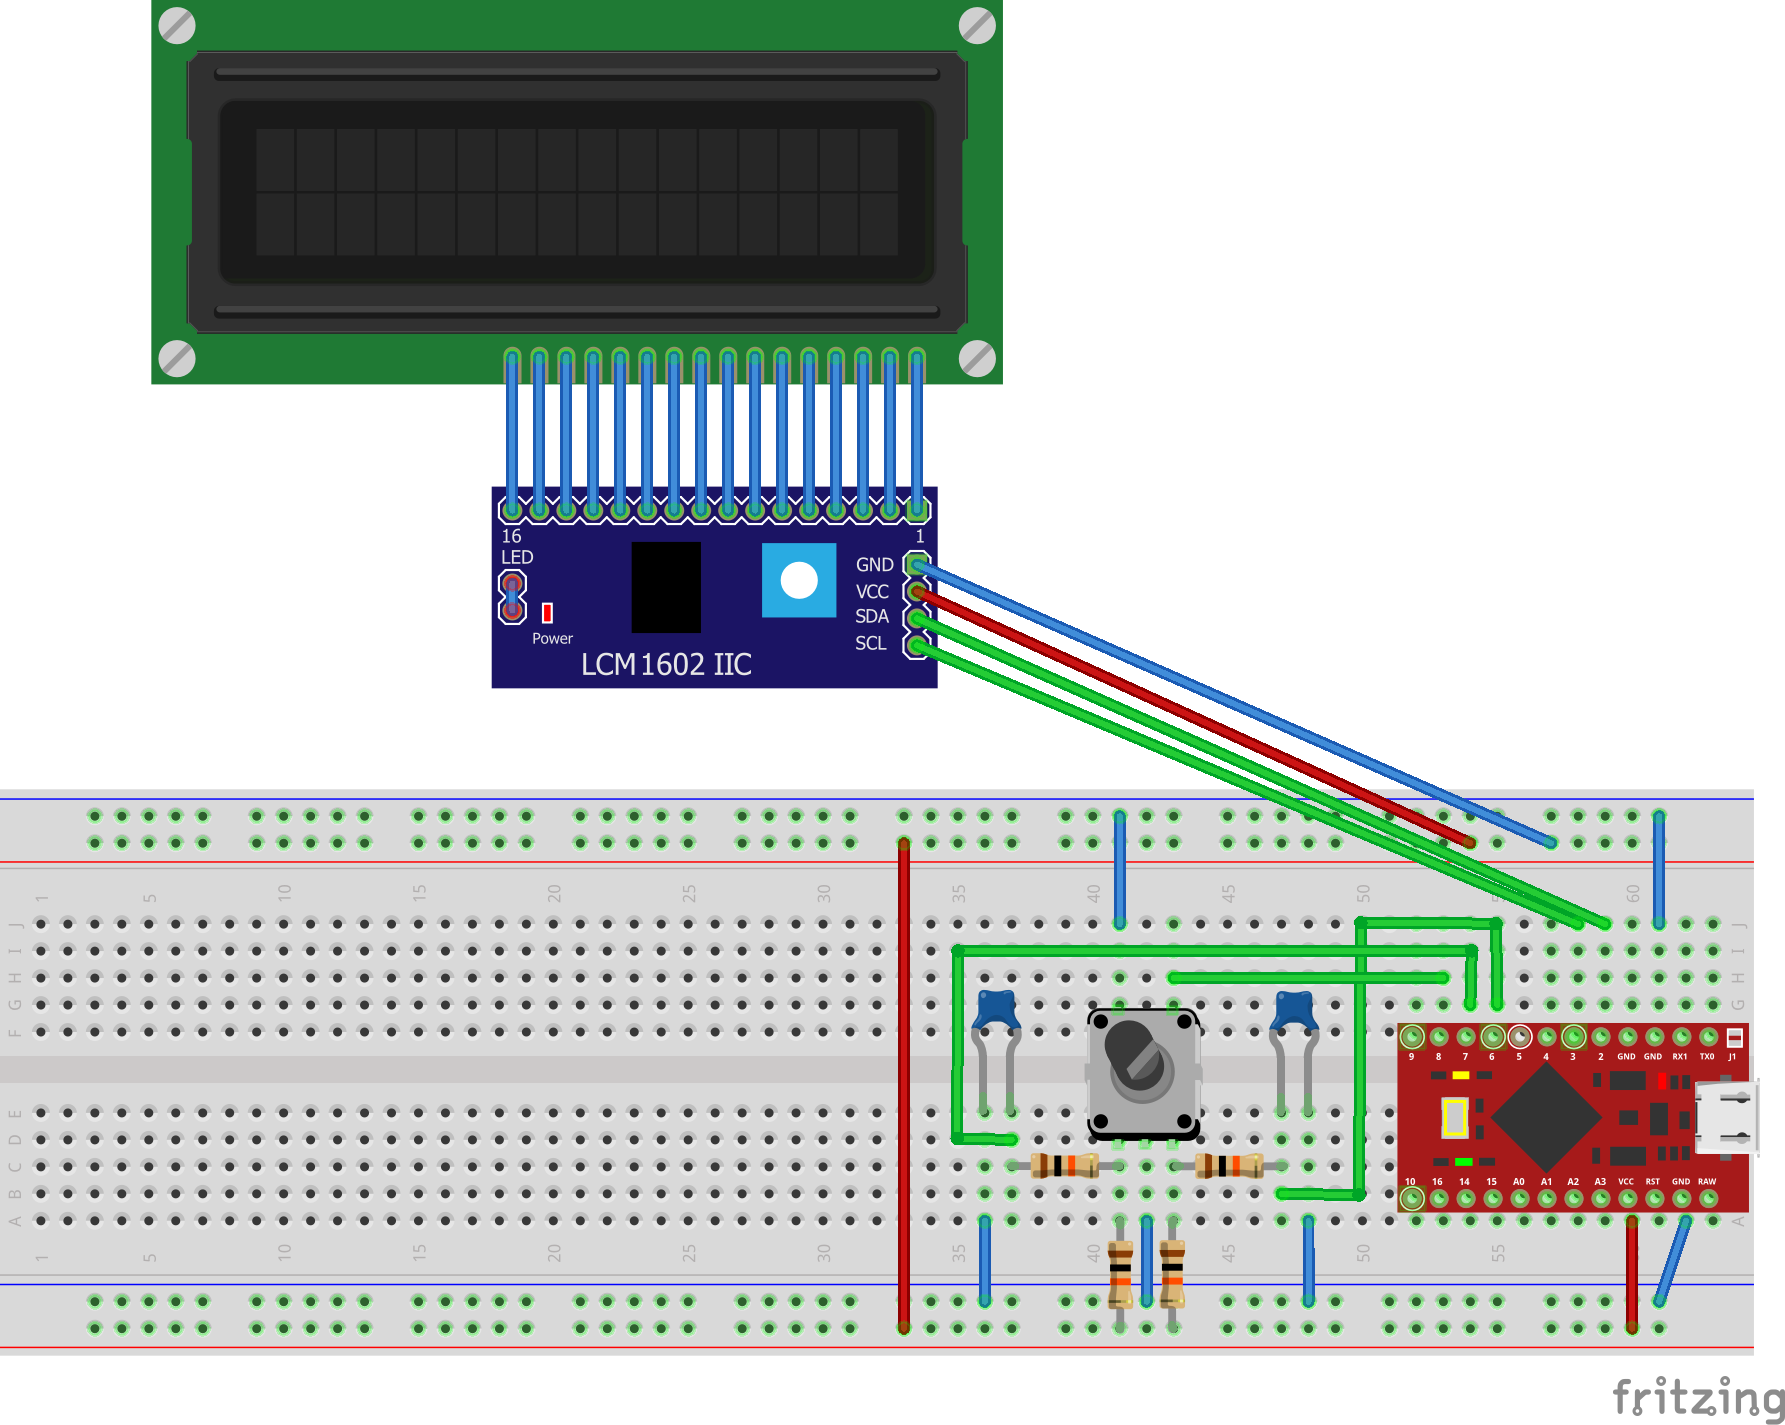 16
1
LED
GND
VCC
SDA
SCL
Power
LCM1602 IIC
1 5 10 15 20 25 30 35 40 45 50 60
J J
I I
H H
G G
F
9 8 7 6 5 4 3 2 GND GND RX1 TX0 J1
E
D
C
B
10 16 14 15 A0 A1 A2 A3 VCC RST GND RAW
A A
1 5 10 15 20 25 30 35 40 45 50 55
fritzing